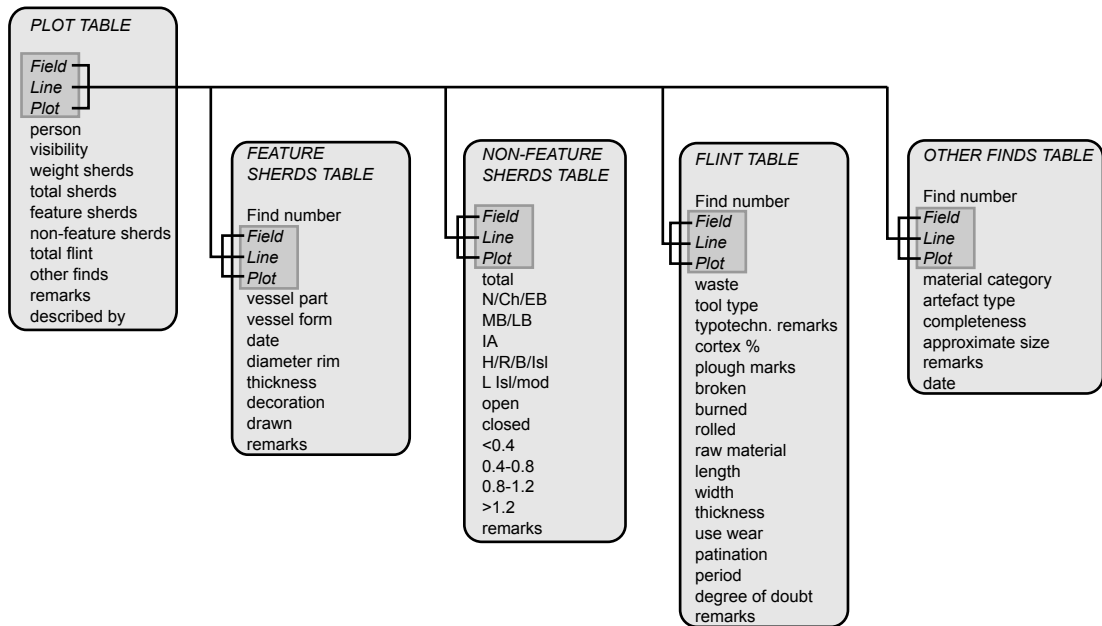 PLOT TABLE
Field
Line
Plot
person
visibility
weight sherds
total sherds
feature sherds
non-feature sherds
total flint
other finds
remarks
described by
FEATURE
SHERDS TABLE
Find number
Field
Line
Plot
vessel part
vessel form
date
diameter rim
thickness
decoration
drawn
remarks
NON-FEATURE
SHERDS TABLE
Field
Line
Plot
total
N/Ch/EB
MB/LB
IA
H/R/B/Isl
L Isl/mod
open
closed
<0.4
0.4-0.8
0.8-1.2
>1.2
remarks
FLINT TABLE
Find number
Field
Line
Plot
waste
tool type
typotechn. remarks
cortex %
plough marks
broken
burned
rolled
raw material
length
width
thickness
use wear
patination
period
degree of doubt
remarks
OTHER FINDS TABLE
Find number
Field
Line
Plot
material category
artefact type
completeness
approximate size
remarks
date